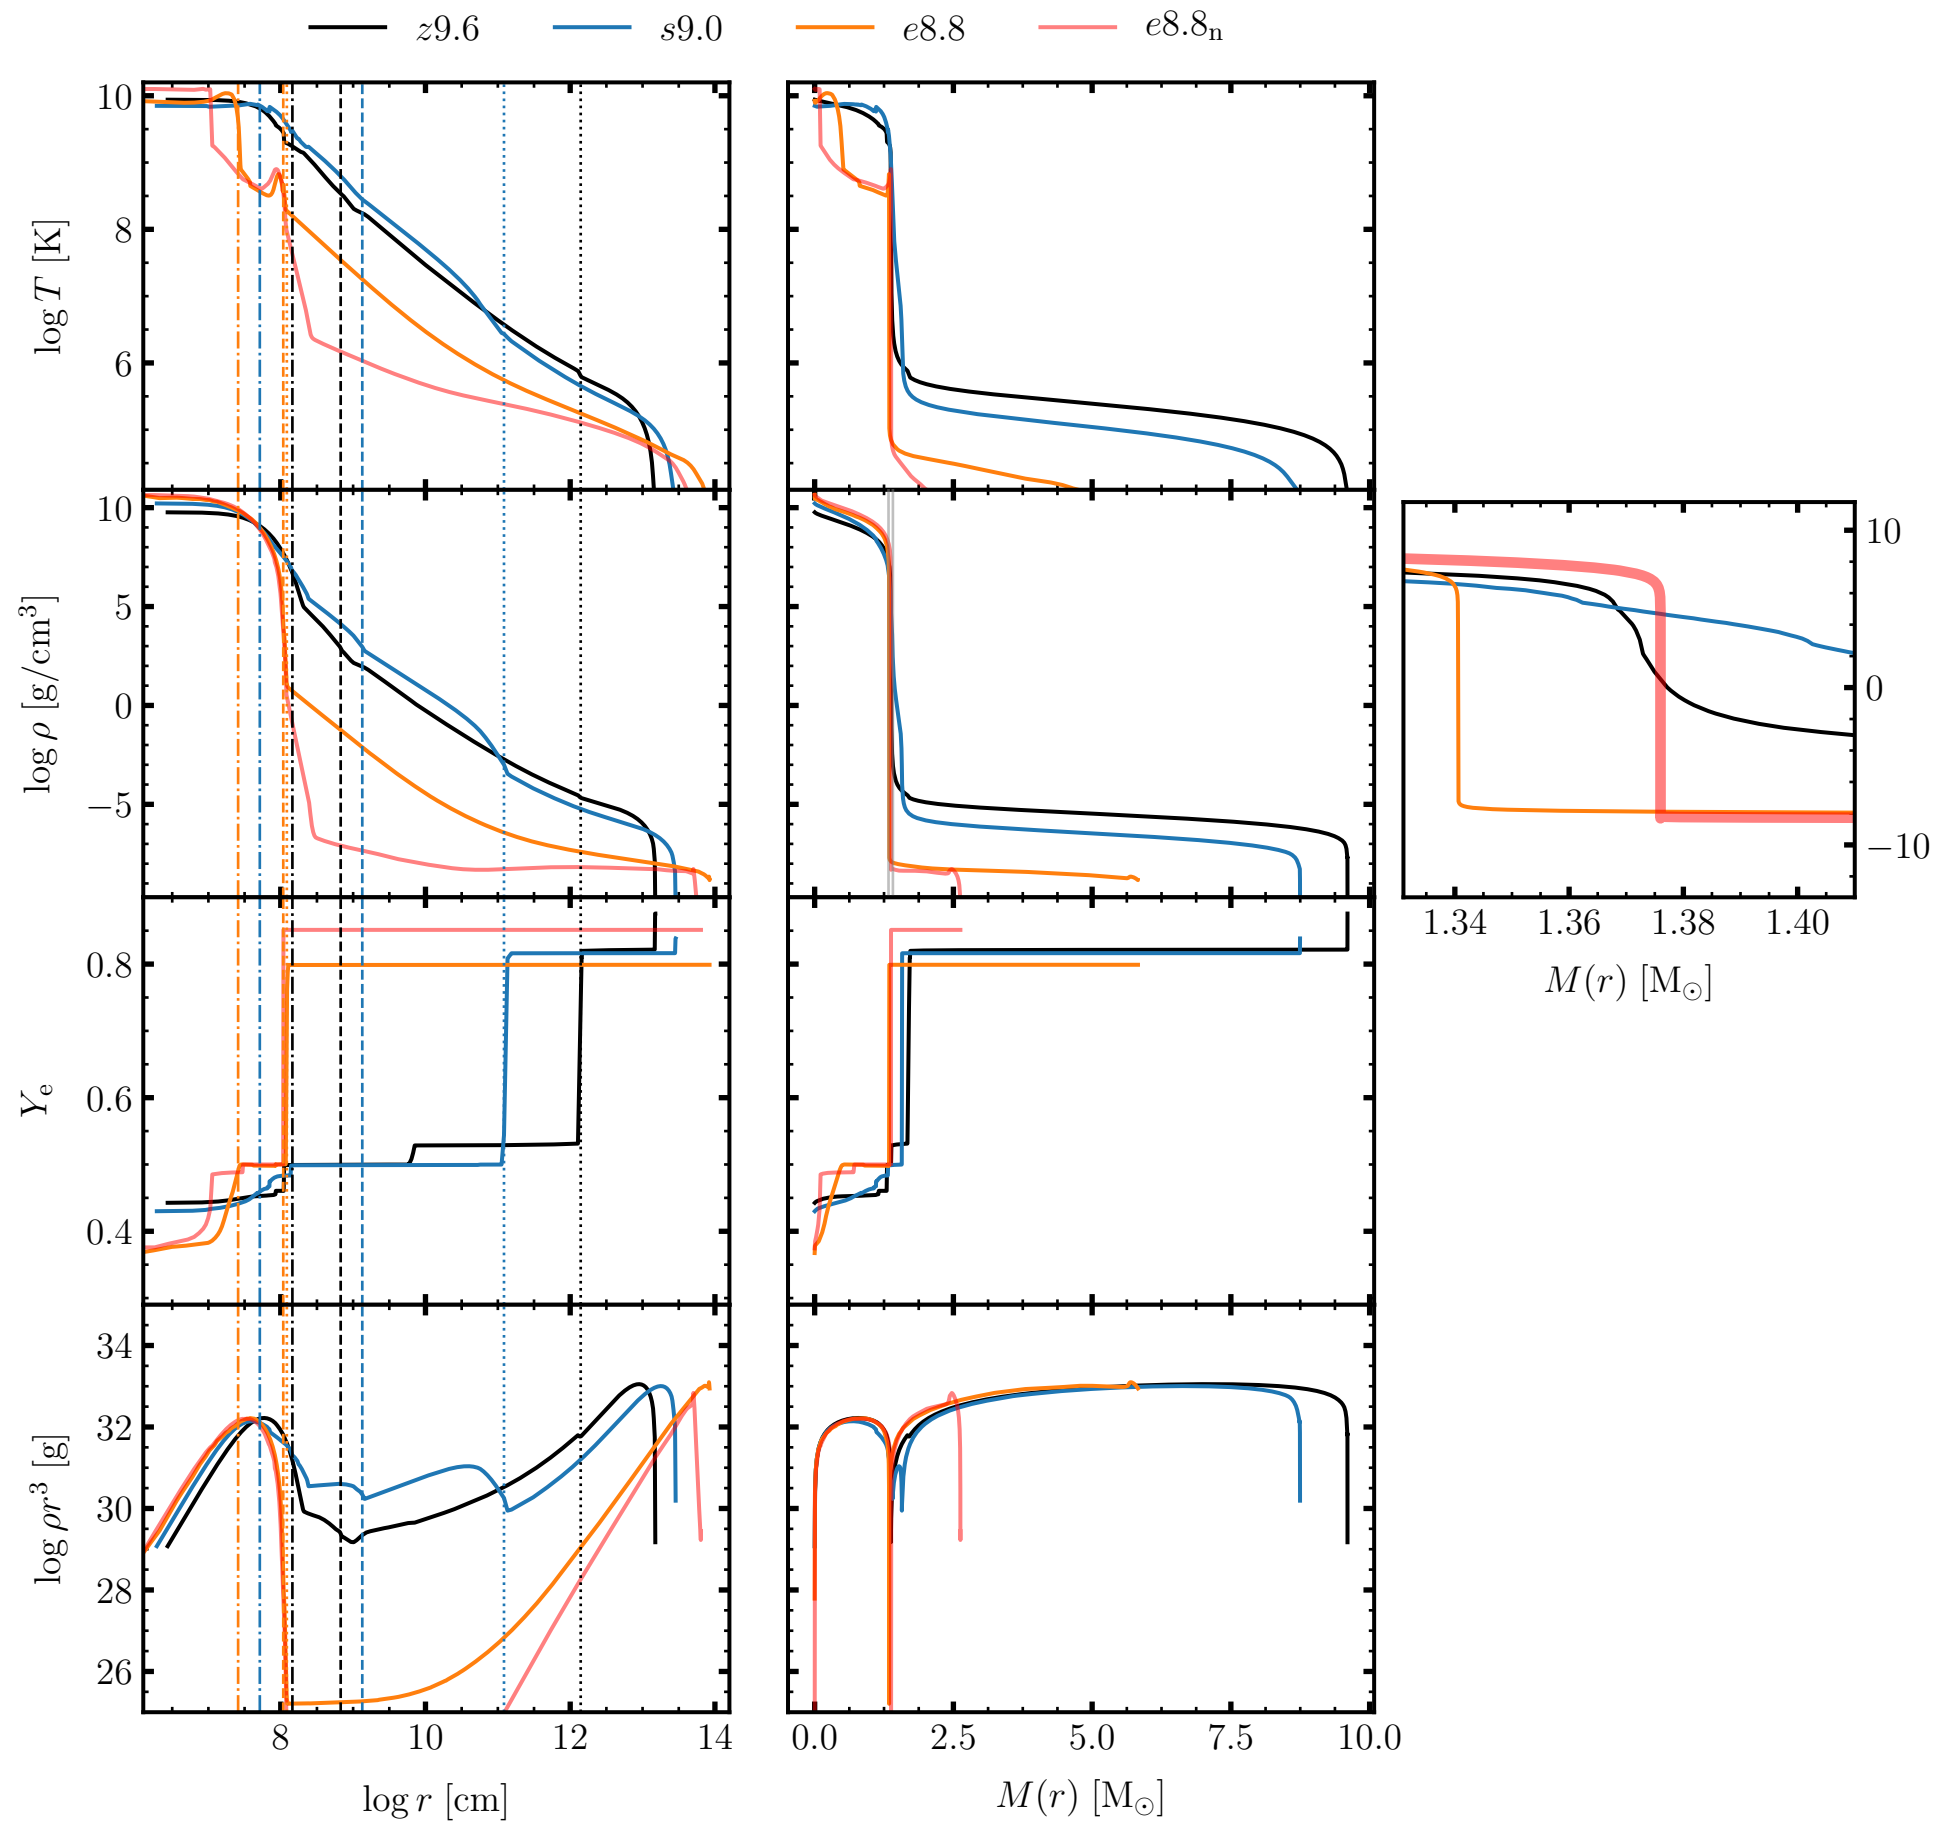 z9.6 s9.0 e8.8 e8.8n
10
8
6
log T [K]
10
5
0
−5
log ρ [g/cm³]
10
0
−10
1.34 1.36 1.38 1.40
M(r) [M☉]
0.8
0.6
0.4
Yₑ
34
32
30
28
26
log ρr³ [g]
8 10 12 14
log r [cm]
0.0 2.5 5.0 7.5 10.0
M(r) [M☉]